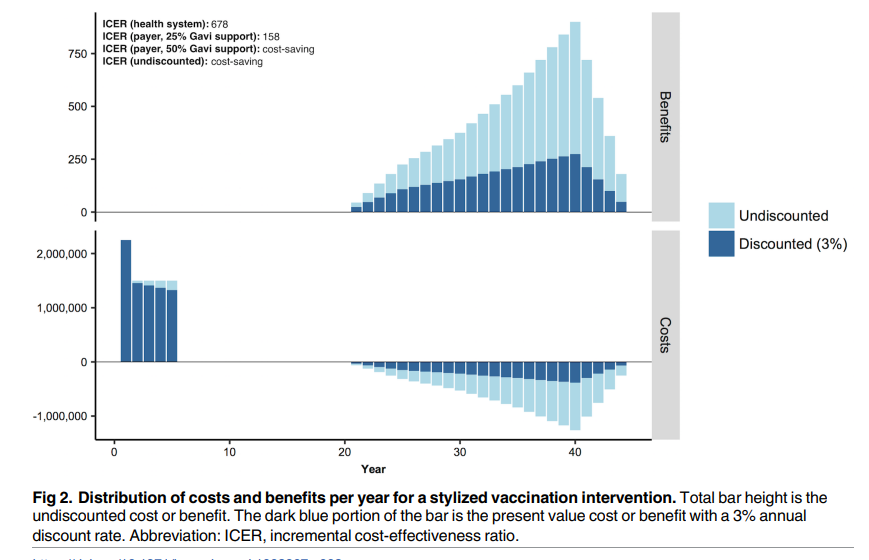 ICER (health system): 678
ICER (payer, 25% Gavi support): 158
ICER (payer, 50% Gavi support): cost-saving
ICER (undiscounted): cost-saving
750
500
250
0
Benefits
2,000,000
1,000,000
0
-1,000,000
Costs
0 10 20 30 40
Year
Undiscounted
Discounted (3%)
Fig 2. Distribution of costs and benefits per year for a stylized vaccination intervention. Total bar height is the
undiscounted cost or benefit. The dark blue portion of the bar is the present value cost or benefit with a 3% annual
discount rate. Abbreviation: ICER, incremental cost-effectiveness ratio.